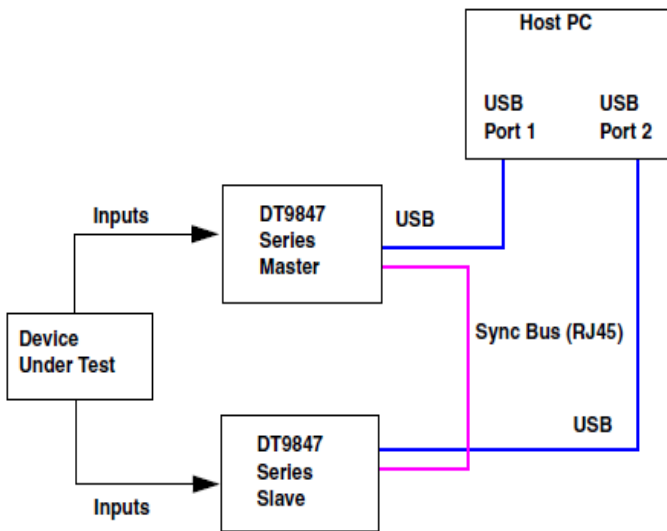 Host PC
USB
Port 1
USB
Port 2
Inputs
DT9847
Series
Master
USB
Device
Under Test
Sync Bus (RJ45)
DT9847
Series
Slave
USB
Inputs